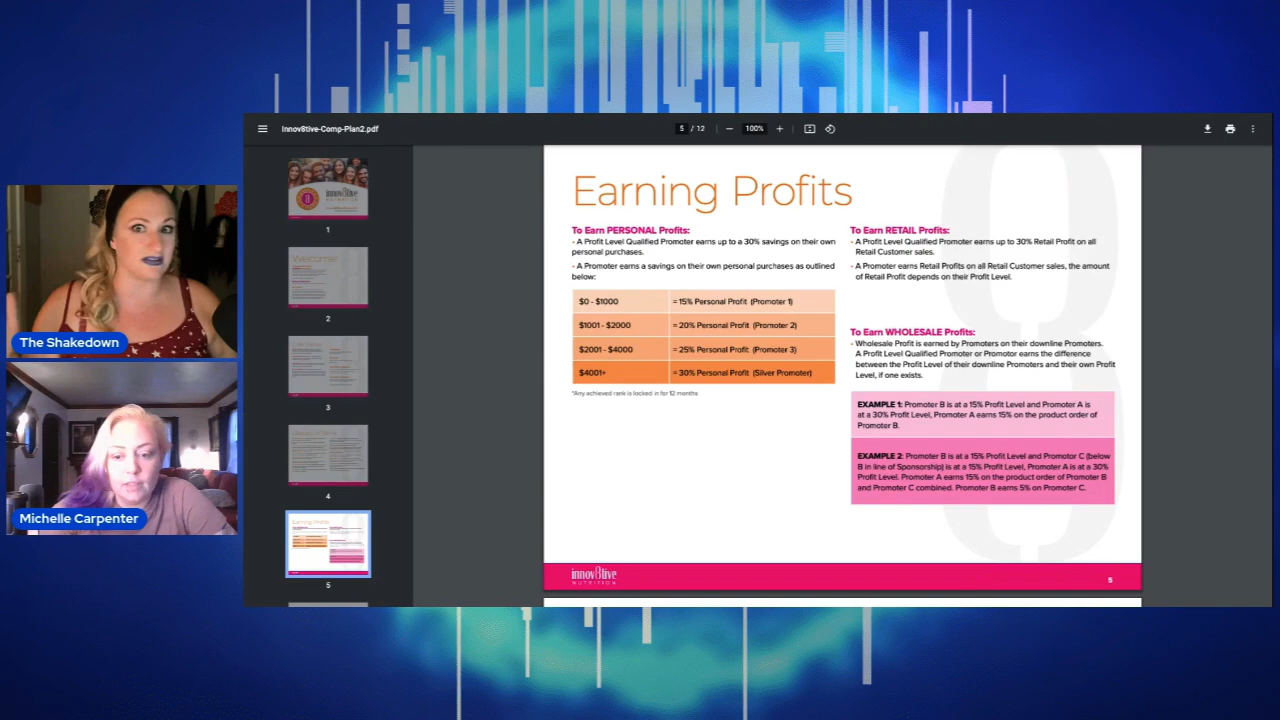 Innov8tive-Comp-Plan2.pdf
5 / 12
100%
1
2
3
4
5
Earning Profits
To Earn PERSONAL Profits:
• A Profit Level Qualified Promoter earns up to a 30% savings on their own
personal purchases.
• A Promoter earns a savings on their own personal purchases as outlined
below:
$0 - $1000 = 15% Personal Profit (Promoter 1)
$1001 - $2000 = 20% Personal Profit (Promoter 2)
$2001 - $4000 = 25% Personal Profit (Promoter 3)
$4001+ = 30% Personal Profit (Silver Promoter)
*Any achieved rank is locked in for 12 months
To Earn RETAIL Profits:
• A Profit Level Qualified Promoter earns up to 30% Retail Profit on all
Retail Customer sales.
• A Promoter earns Retail Profits on all Retail Customer sales, the amount
of Retail Profit depends on their Profit Level.
To Earn WHOLESALE Profits:
• Wholesale Profit is earned by Promoters on their downline Promoters.
A Profit Level Qualified Promoter or Promotor earns the difference
between the Profit Level of their downline Promoters and their own Profit
Level, if one exists.
EXAMPLE 1: Promoter B is at a 15% Profit Level and Promoter A is
at a 30% Profit Level, Promoter A earns 15% on the product order of
Promoter B.
EXAMPLE 2: Promoter B is at a 15% Profit Level and Promotor C (below
B in line of Sponsorship) is at a 15% Profit Level, Promoter A is at a 30%
Profit Level. Promoter A earns 15% on the product order of Promoter B
and Promoter C combined. Promoter B earns 5% on Promoter C.
innov8tive
NUTRITION
5
The Shakedown
Michelle Carpenter
Welcome!
Earning Profits